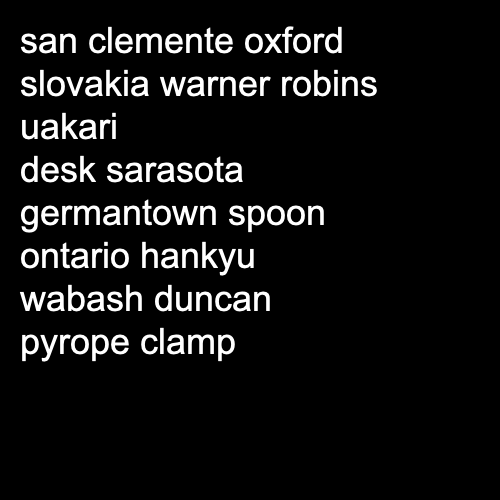 san clemente oxford
slovakia warner robins
uakari
desk sarasota
germantown spoon
ontario hankyu
wabash duncan
pyrope clamp